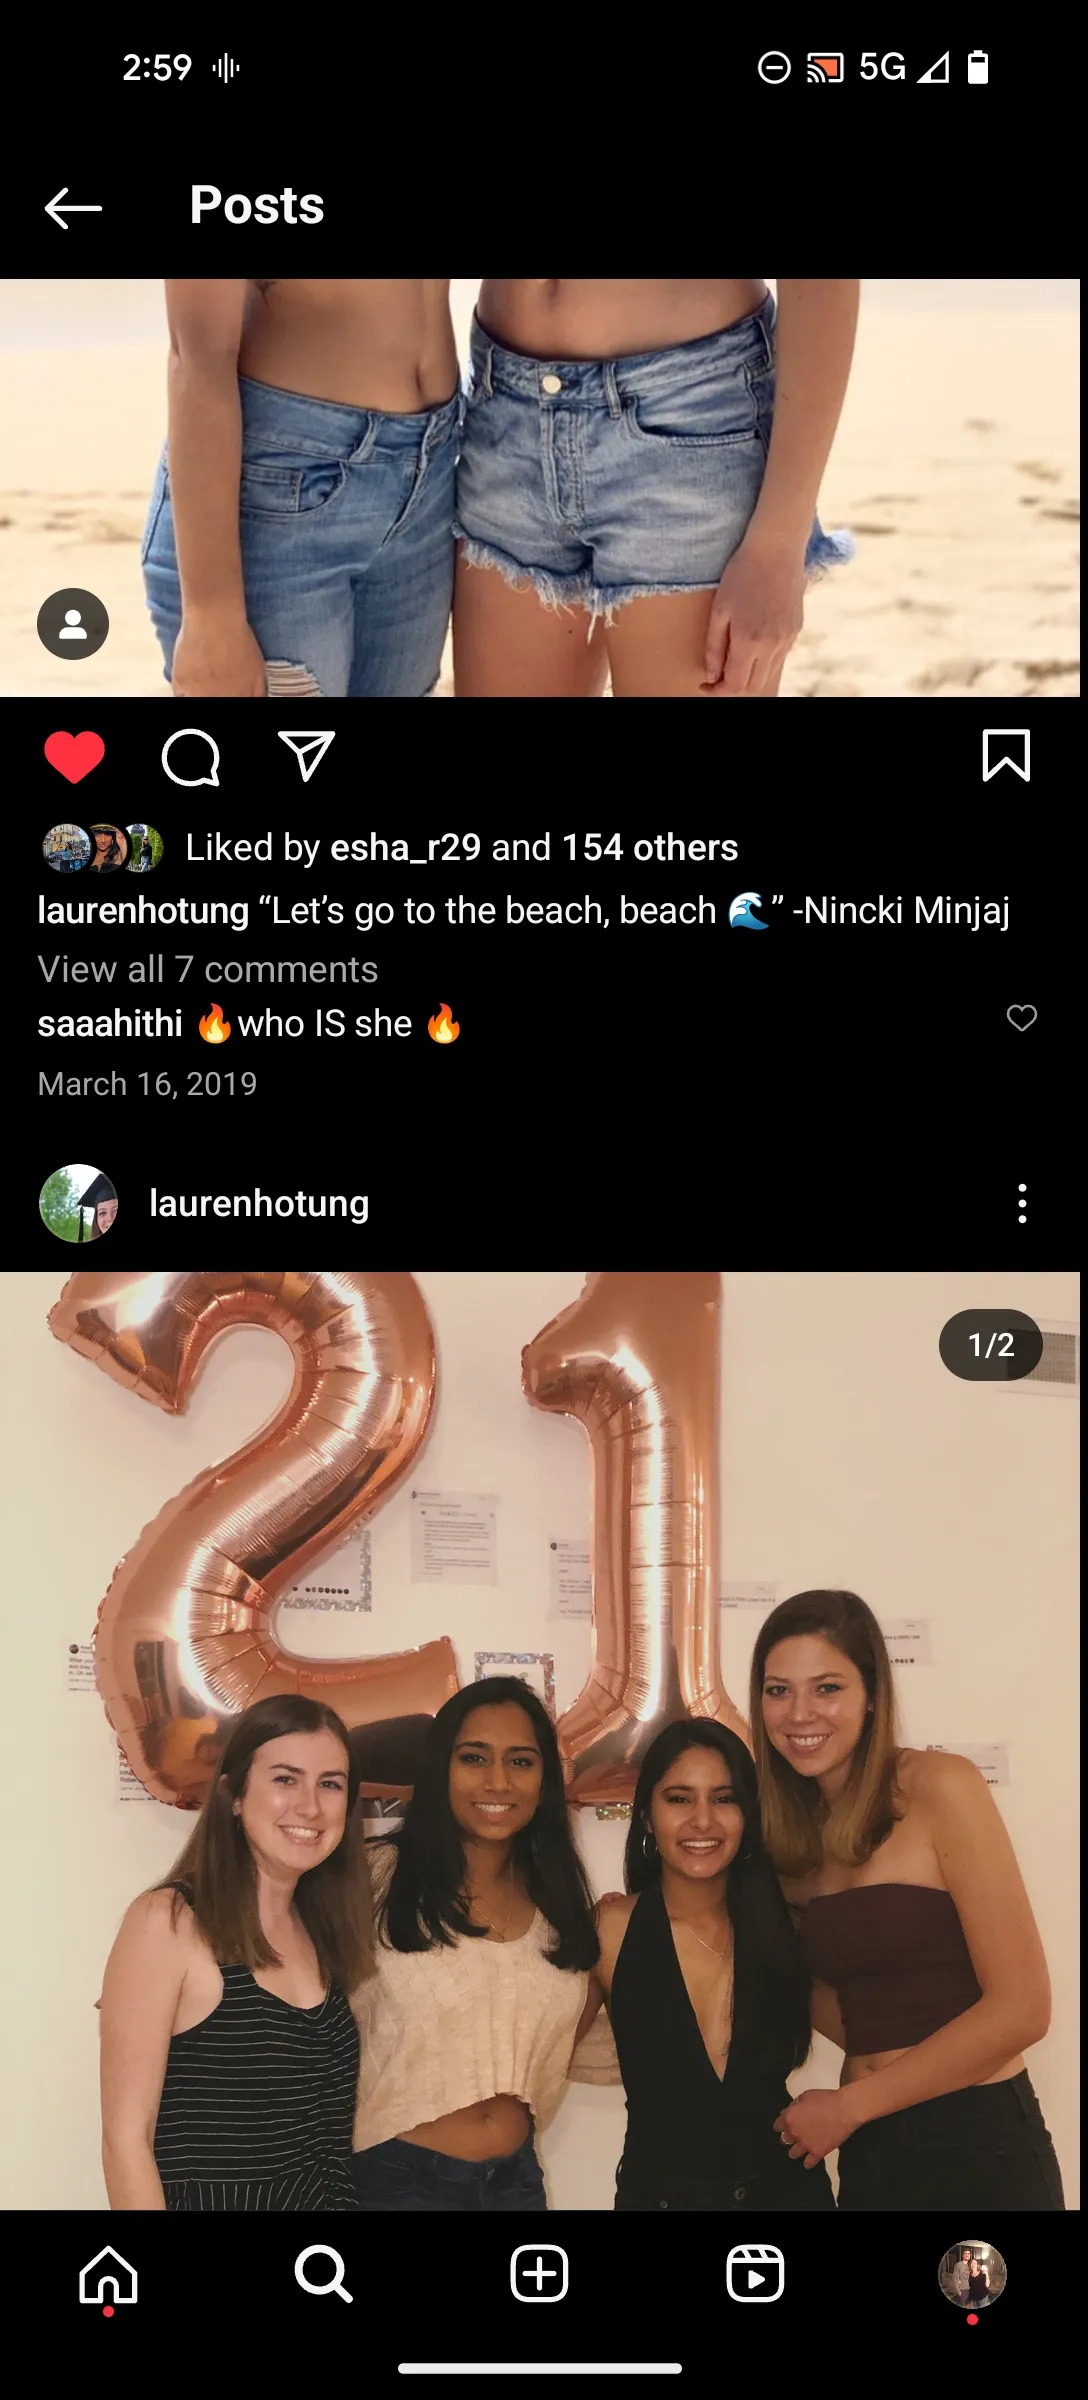 2:59 5G
Posts
Liked by esha_r29 and 154 others
laurenhotung “Let’s go to the beach, beach 🌊” -Nincki Minjaj
View all 7 comments
saaahithi 🔥who IS she 🔥
March 16, 2019
laurenhotung
1/2
21